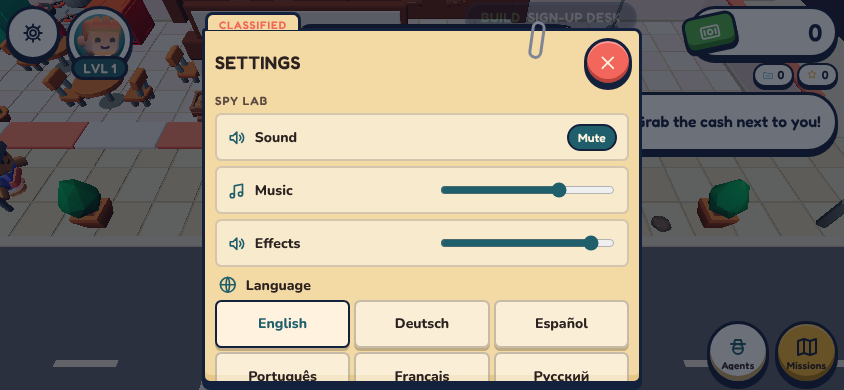 CLASSIFIED
BUILD SIGN-UP DESK
SETTINGS
0
LVL 1
SPY LAB
0
0
Sound
Mute
Grab the cash next to you!
Music
Effects
Language
English
Deutsch
Español
Agents
Missions
Português
Français
Русский